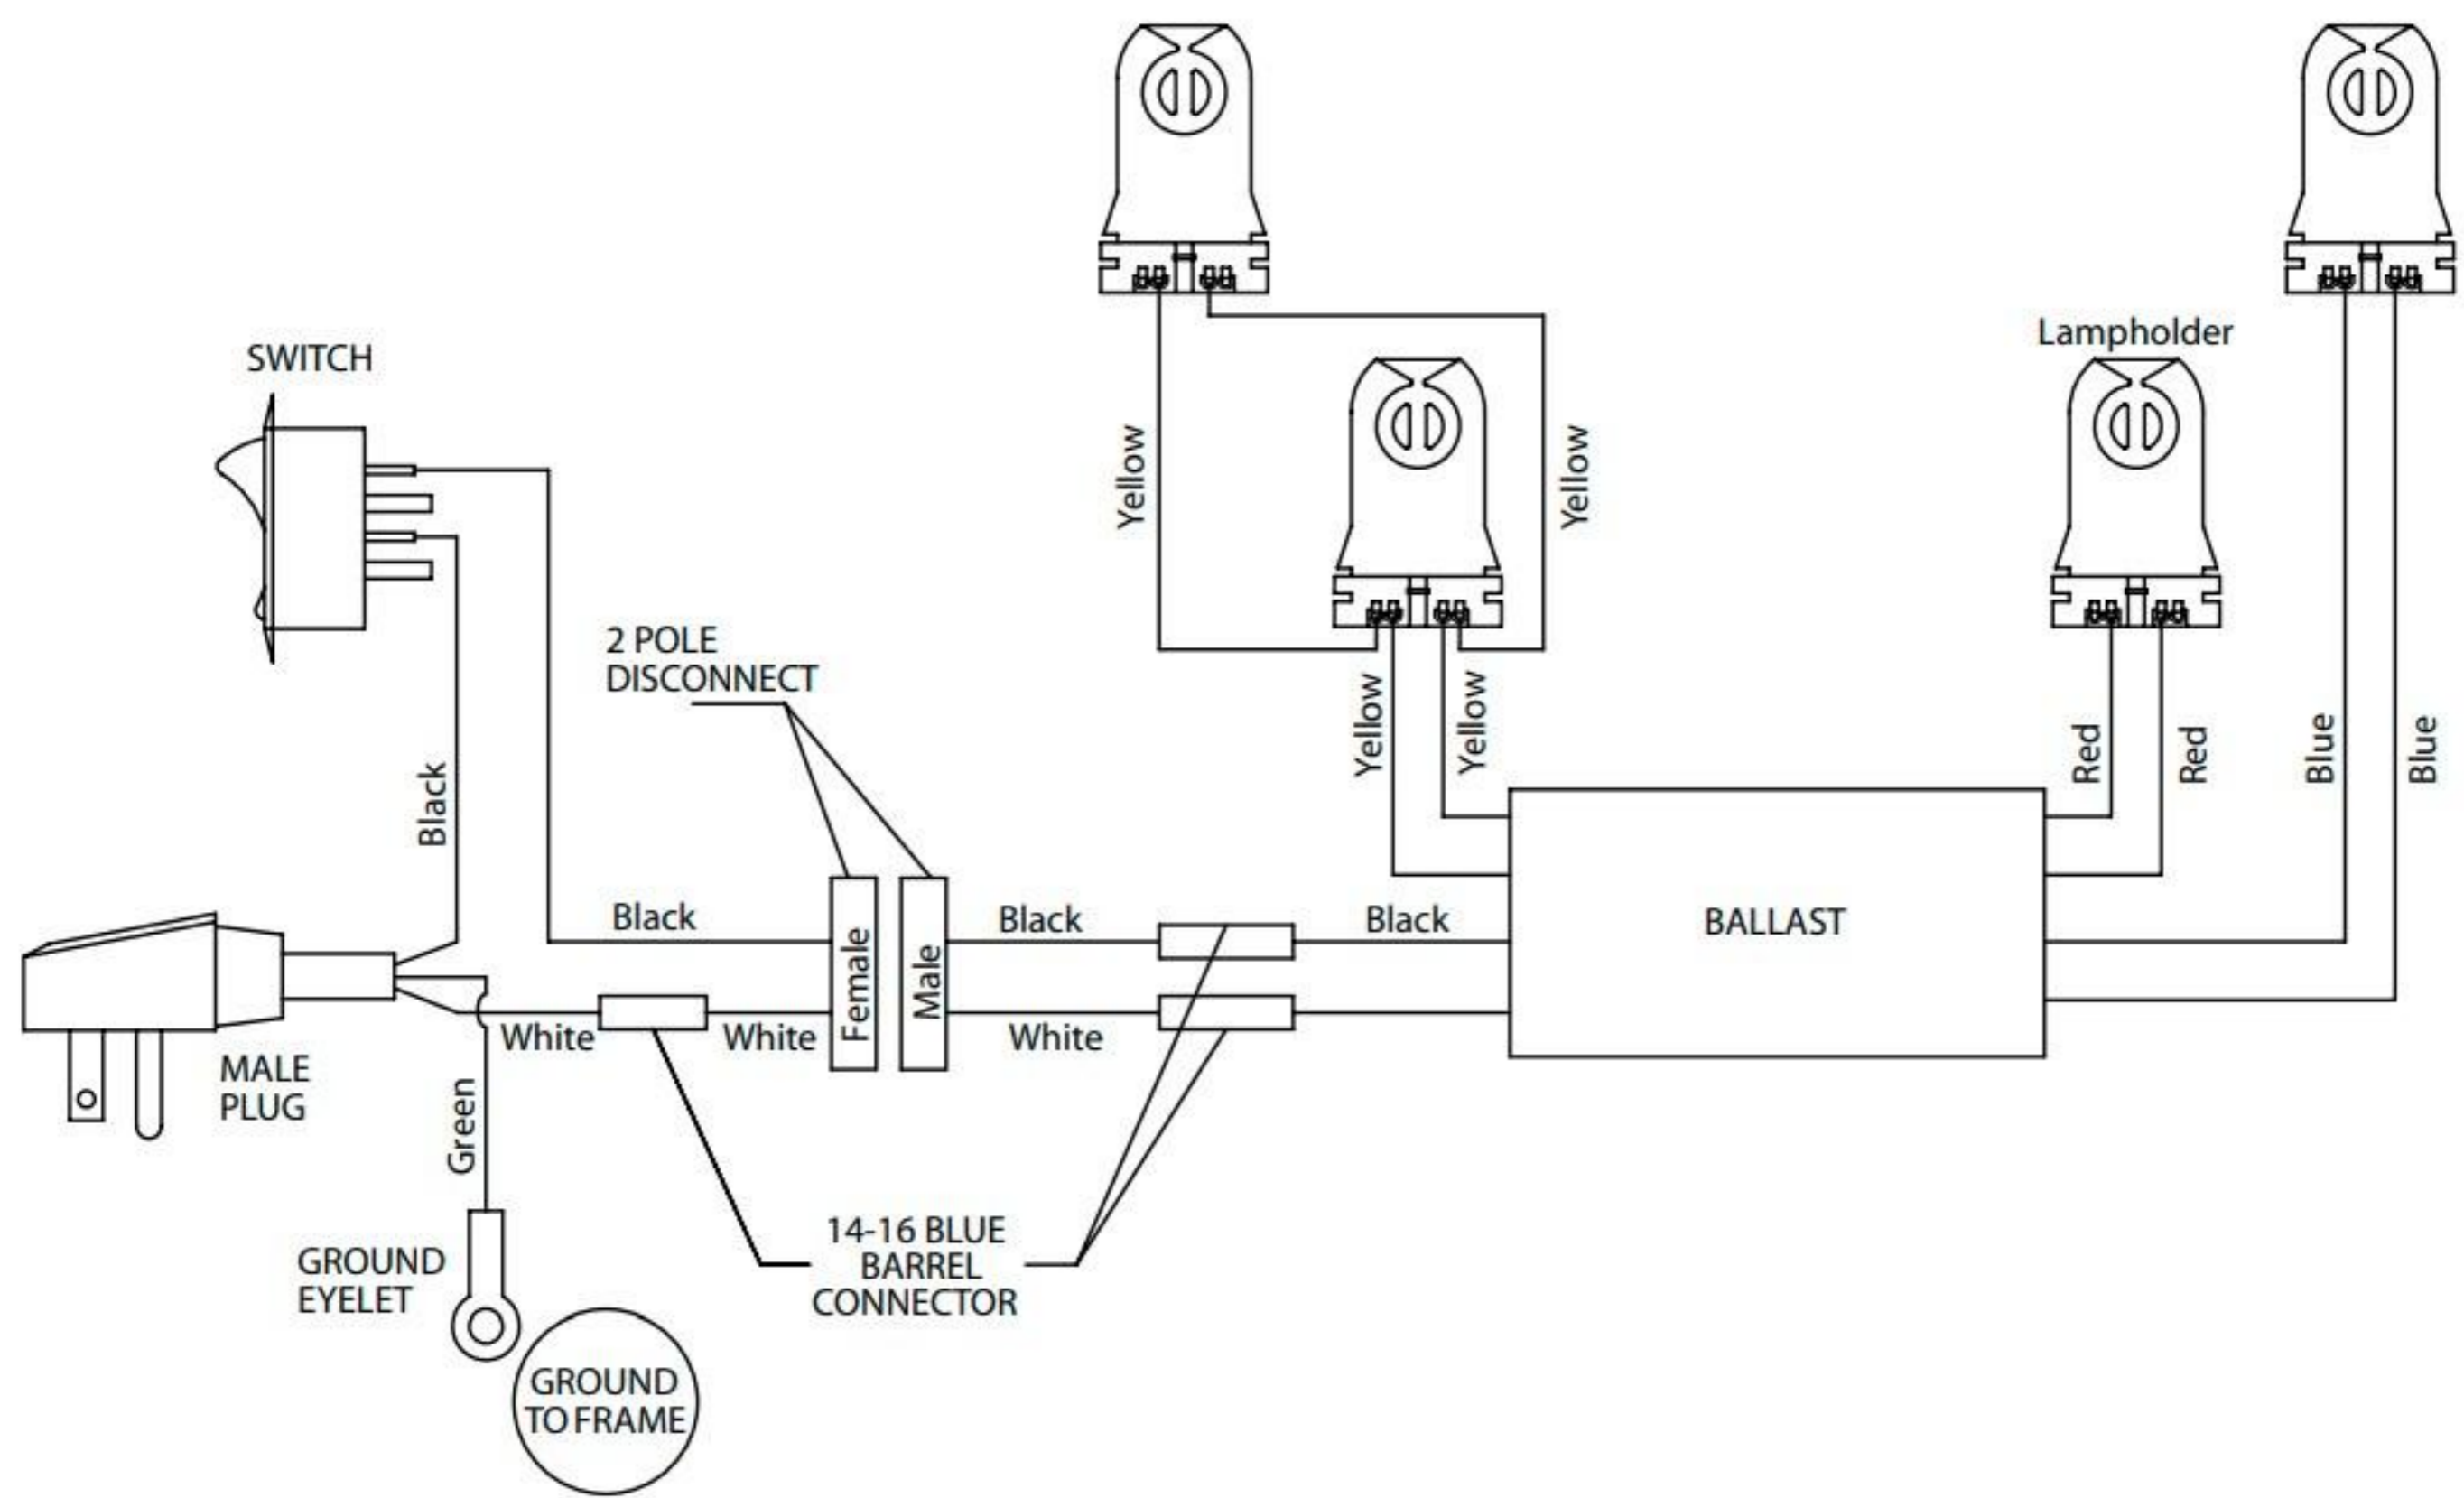 Lampholder
SWITCH
Yellow
Yellow
2 POLE
DISCONNECT
Yellow
Yellow
Red
Red
Blue
Blue
Black
Black
Black
Black
BALLAST
Female
Male
White
White
White
MALE
PLUG
Green
14-16 BLUE
BARREL
CONNECTOR
GROUND
EYELET
GROUND
TO FRAME